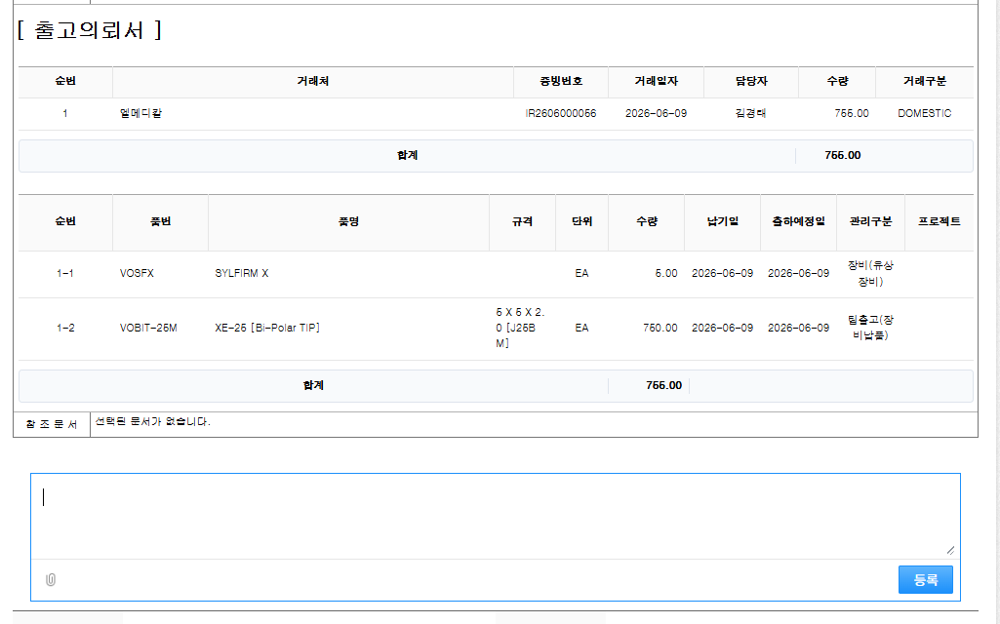 [ 출고의뢰서 ]
순번 거래처 증빙번호 거래일자 담당자 수량 거래구분
1 엘메디칼 IR2606000056 2026-06-09 김경태 755.00 DOMESTIC
합계 755.00
순번 품번 품명 규격 단위 수량 납기일 출하예정일 관리구분 프로젝트
1-1 VOSFX SYLFIRM X EA 5.00 2026-06-09 2026-06-09 장비(유상
장비)
1-2 VOBIT-25M XE-25 [Bi-Polar TIP] 5 X 5 X 2.
0 [J25B
M] EA 750.00 2026-06-09 2026-06-09 팁출고(장
비납품)
합계 755.00
참 조 문 서 선택된 문서가 없습니다.
등록